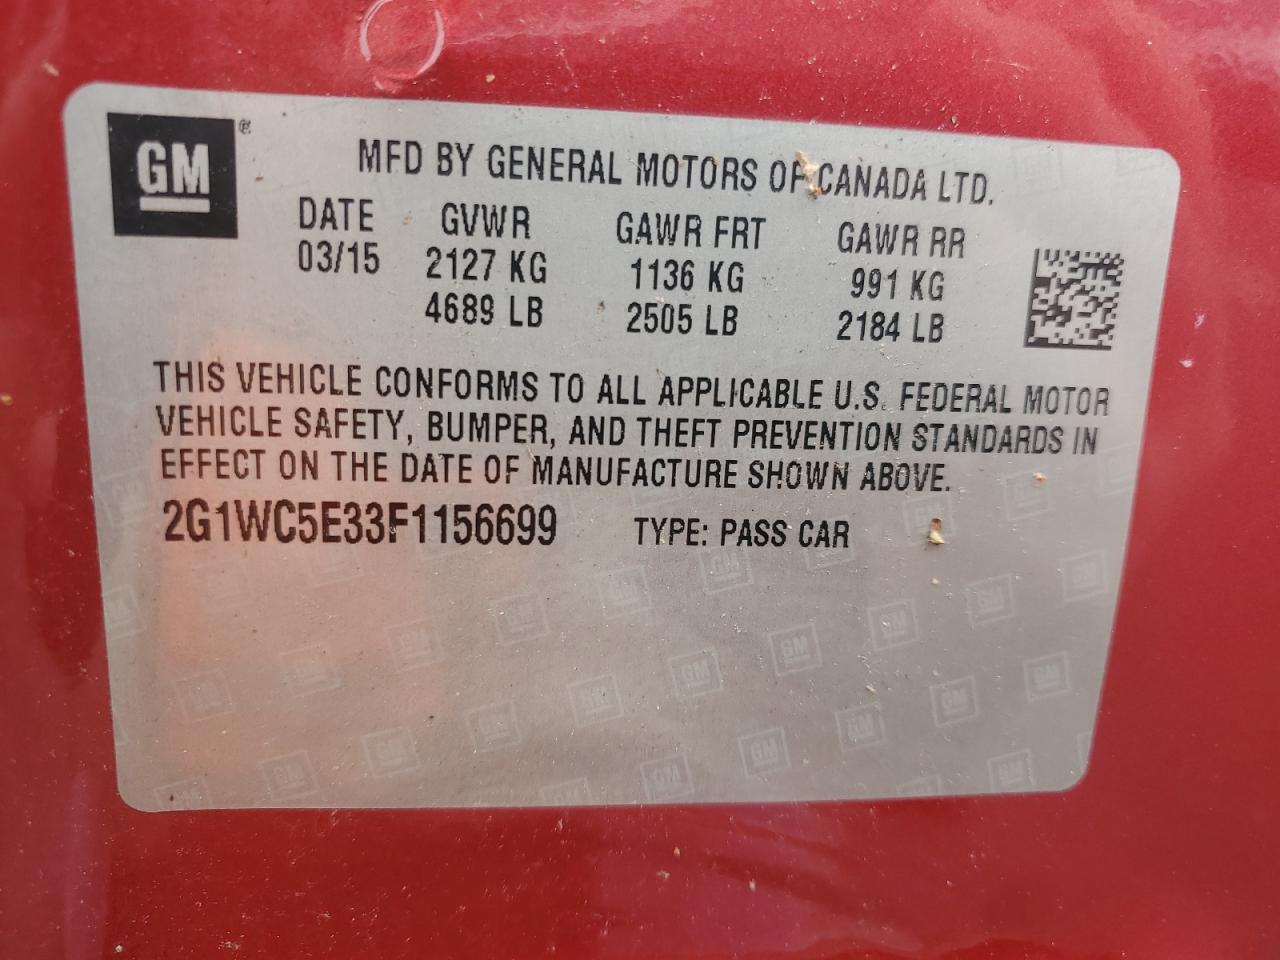 GM®
MFD BY GENERAL MOTORS OF CANADA LTD.
DATE GVWR GAWR FRT GAWR RR
03/15 2127 KG 1136 KG 991 KG
4689 LB 2505 LB 2184 LB
THIS VEHICLE CONFORMS TO ALL APPLICABLE U.S. FEDERAL MOTOR
VEHICLE SAFETY, BUMPER, AND THEFT PREVENTION STANDARDS IN
EFFECT ON THE DATE OF MANUFACTURE SHOWN ABOVE.
2G1WC5E33F1156699 TYPE: PASS CAR